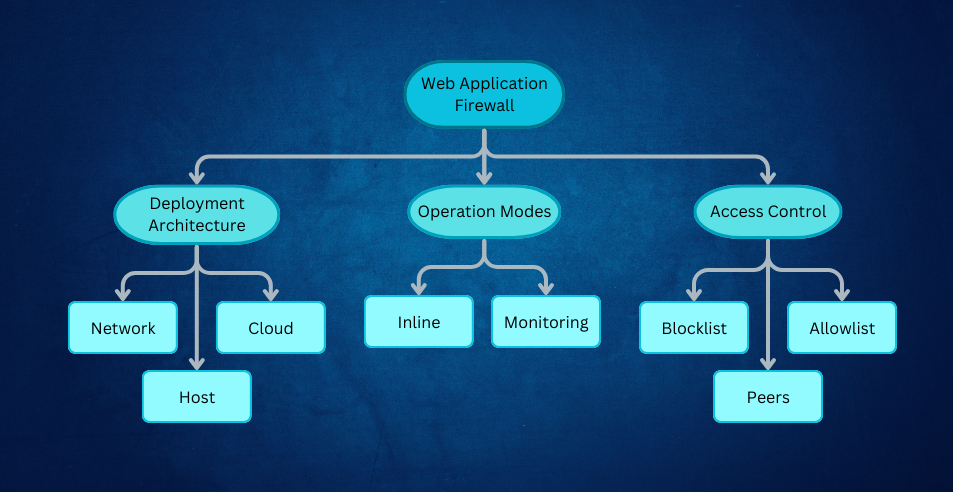 Web Application
Firewall
Deployment
Architecture
Operation Modes
Access Control
Network
Cloud
Host
Inline
Monitoring
Blocklist
Allowlist
Peers